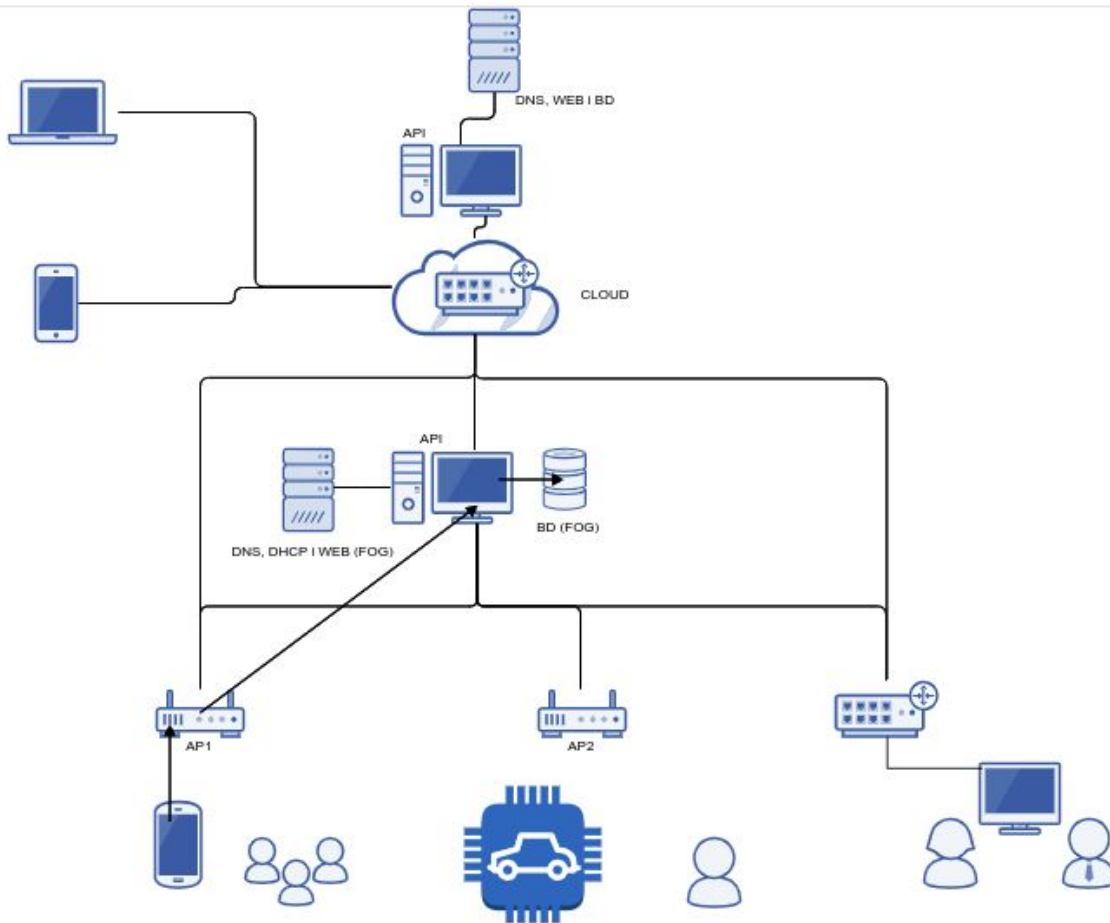 DNS, WEB I BD
API
CLOUD
API
BD (FOG)
DNS, DHCP I WEB (FOG)
AP1
AP2